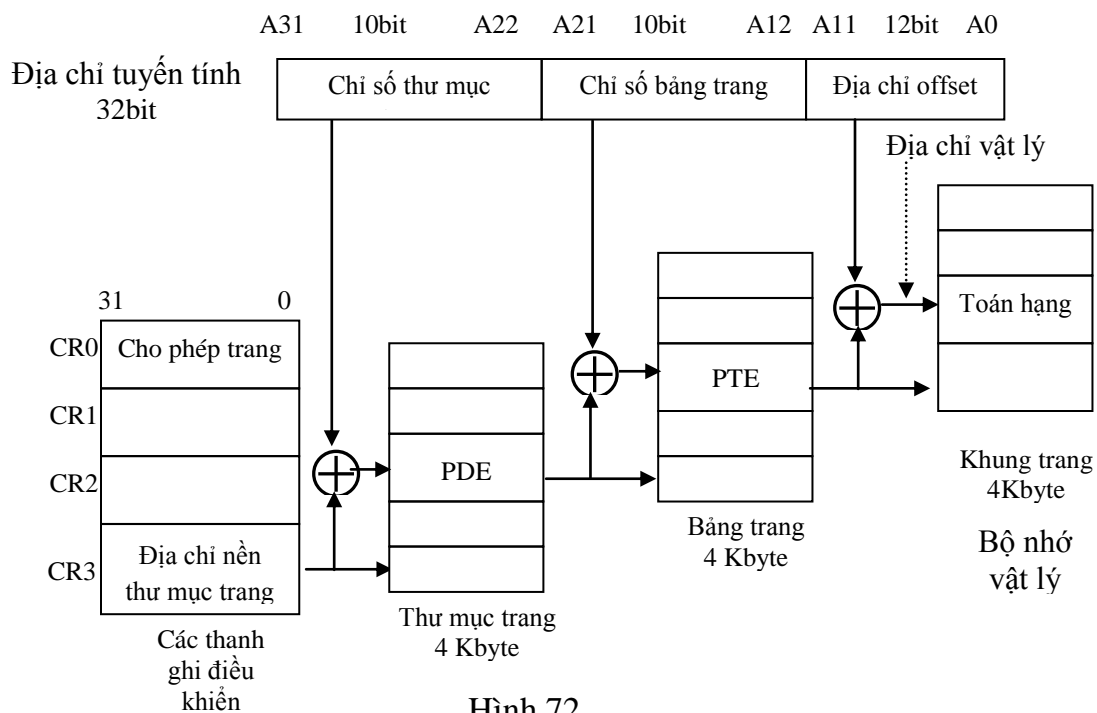 A31 10bit A22 A21 10bit A12 A11 12bit A0
Địa chỉ tuyến tính
32bit
Chỉ số thư mục
Chỉ số bảng trang
Địa chỉ offset
Địa chỉ vật lý
31 0
CR0
Cho phép trang
CR1
CR2
CR3
Địa chỉ nền
thư mục trang
Các thanh
ghi điều
khiển
PDE
Thư mục trang
4 Kbyte
PTE
Bảng trang
4 Kbyte
Toán hạng
Khung trang
4Kbyte
Bộ nhớ
vật lý
Hình 72